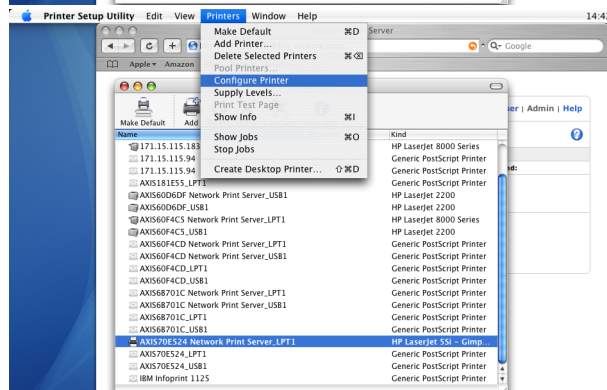 Printer Setup Utility Edit View Printers Window Help 14:4
Server
Google
Apple Amazon
Make Default ⌘D
Add Printer...
Delete Selected Printers ⌘⌫
Pool Printers...
Configure Printer
Supply Levels...
Print Test Page
Show Info ⌘I
Show Jobs ⌘O
Stop Jobs
Create Desktop Printer... ⇧⌘D
Make Default Add
Admin | Help
Name Kind
171.15.115.183 HP LaserJet 8000 Series
171.15.115.94 Generic PostScript Printer
171.15.115.94 Generic PostScript Printer
AXIS181E55_LPT1 Generic PostScript Printer
AXIS60D6DF Network Print Server_USB1 HP LaserJet 2200
AXIS60D6DF_USB1 HP LaserJet 2200
AXIS60F4C5 Network Print Server_LPT1 HP LaserJet 8000 Series
AXIS60F4C5_USB1 HP LaserJet 2200
AXIS60F4CD Network Print Server_LPT1 Generic PostScript Printer
AXIS60F4CD Network Print Server_USB1 Generic PostScript Printer
AXIS60F4CD_LPT1 Generic PostScript Printer
AXIS60F4CD_USB1 Generic PostScript Printer
AXIS6B701C Network Print Server_LPT1 Generic PostScript Printer
AXIS6B701C Network Print Server_USB1 Generic PostScript Printer
AXIS6B701C_LPT1 Generic PostScript Printer
AXIS6B701C_USB1 Generic PostScript Printer
AXIS70E524 Network Print Server_LPT1 HP LaserJet 5Si – Gimp...
AXIS70E524_LPT1 Generic PostScript Printer
AXIS70E524_USB1 Generic PostScript Printer
IBM Infoprint 1125 Generic PostScript Printer